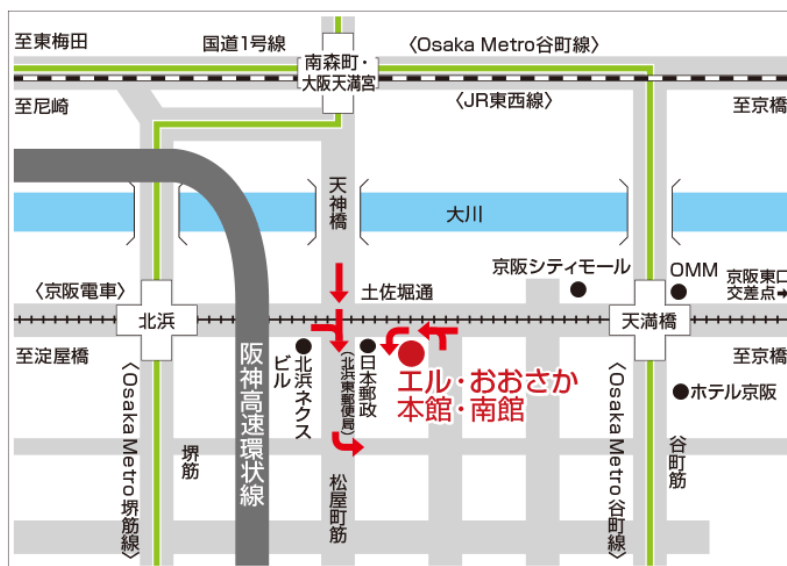 至東梅田
国道1号線
〈Osaka Metro谷町線〉
南森町・
大阪天満宮
至尼崎
〈JR東西線〉
至京橋
天神橋
大川
京阪シティモール
OMM
京阪東口
交差点➡
〈京阪電車〉
土佐堀通
北浜
天満橋
至淀屋橋
至京橋
阪神高速環状線
北浜ネクス
ビル
(北浜東郵便局)
日本郵政
エル・おおさか
本館・南館
ホテル京阪
〈Osaka Metro堺筋線〉
堺筋
松屋町筋
〈Osaka Metro谷町線〉
谷町筋